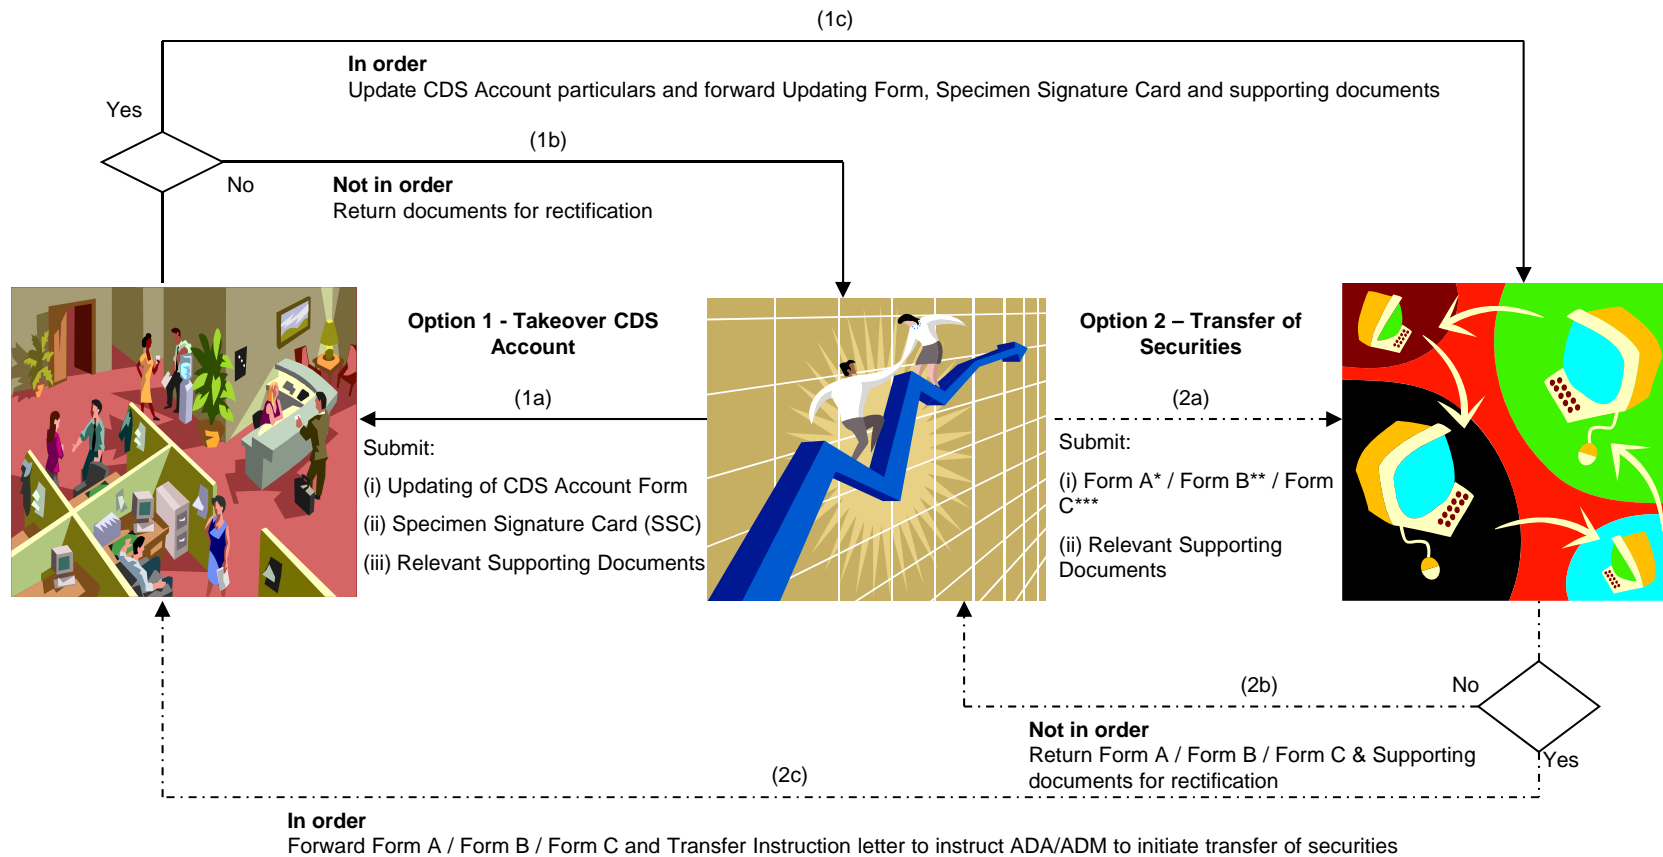 (1c)
In order
Update CDS Account particulars and forward Updating Form, Specimen Signature Card and supporting documents
Yes
(1b)
No
Not in order
Return documents for rectification
Option 1 - Takeover CDS
Account
(1a)
Submit:
(i) Updating of CDS Account Form
(ii) Specimen Signature Card (SSC)
(iii) Relevant Supporting Documents
Option 2 – Transfer of
Securities
(2a)
Submit:
(i) Form A* / Form B** / Form
C***
(ii) Relevant Supporting
Documents
(2b)
No
Not in order
Return Form A / Form B / Form C & Supporting
documents for rectification
Yes
(2c)
In order
Forward Form A / Form B / Form C and Transfer Instruction letter to instruct ADA/ADM to initiate transfer of securities